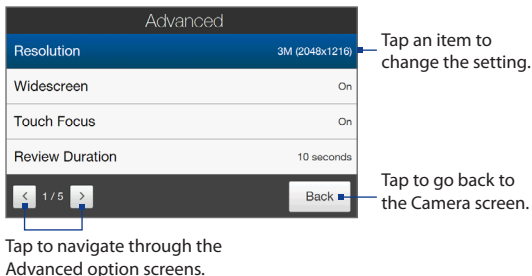 Advanced
Resolution 3M (2048x1216)
Tap an item to
change the setting.
Widescreen On
Touch Focus On
Review Duration 10 seconds
< 1 / 5 > Back
Tap to go back to
the Camera screen.
Tap to navigate through the
Advanced option screens.